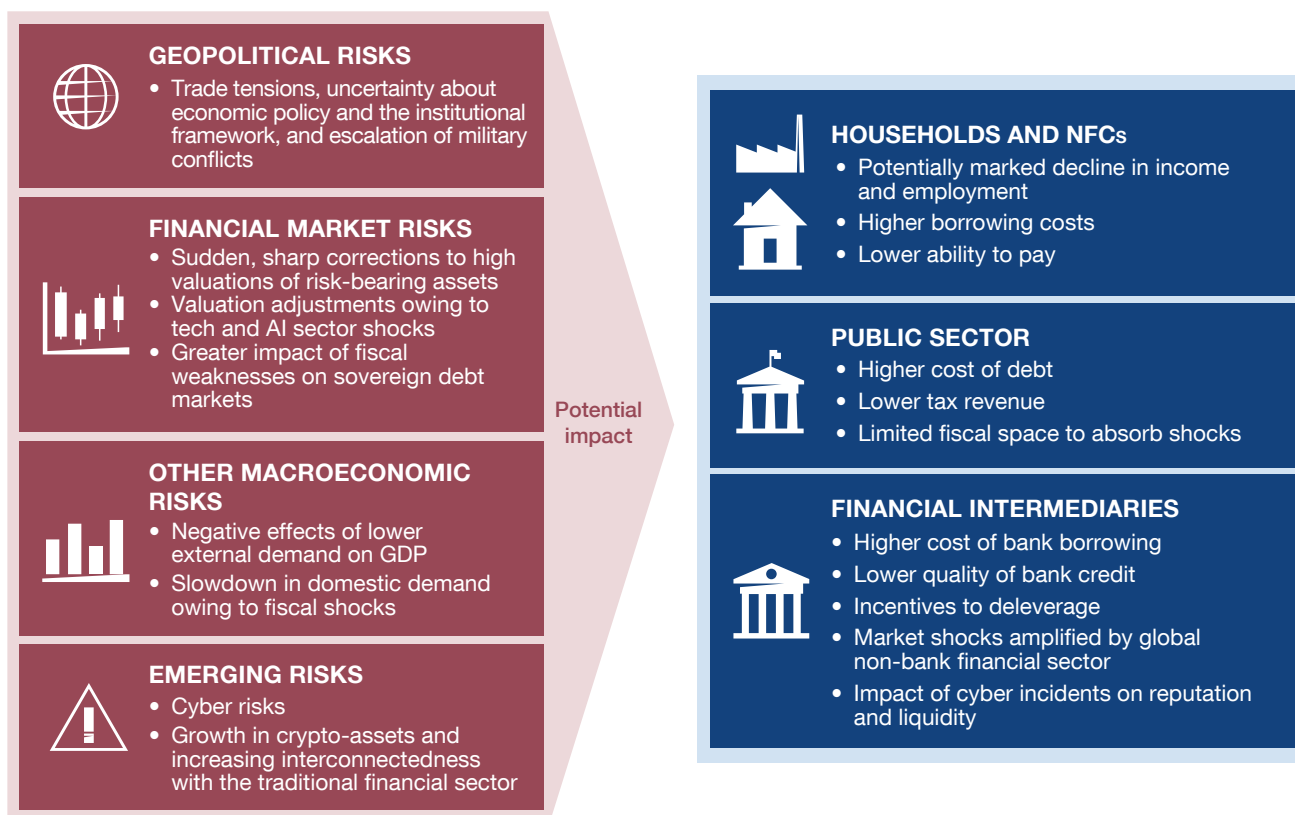 GEOPOLITICAL RISKS
• Trade tensions, uncertainty about
economic policy and the institutional
framework, and escalation of military
conflicts
FINANCIAL MARKET RISKS
• Sudden, sharp corrections to high
valuations of risk-bearing assets
• Valuation adjustments owing to
tech and AI sector shocks
• Greater impact of fiscal
weaknesses on sovereign debt
markets
OTHER MACROECONOMIC
RISKS
• Negative effects of lower
external demand on GDP
• Slowdown in domestic demand
owing to fiscal shocks
EMERGING RISKS
• Cyber risks
• Growth in crypto-assets and
increasing interconnectedness
with the traditional financial sector
Potential
impact
HOUSEHOLDS AND NFCs
• Potentially marked decline in income
and employment
• Higher borrowing costs
• Lower ability to pay
PUBLIC SECTOR
• Higher cost of debt
• Lower tax revenue
• Limited fiscal space to absorb shocks
FINANCIAL INTERMEDIARIES
• Higher cost of bank borrowing
• Lower quality of bank credit
• Incentives to deleverage
• Market shocks amplified by global
non-bank financial sector
• Impact of cyber incidents on reputation
and liquidity